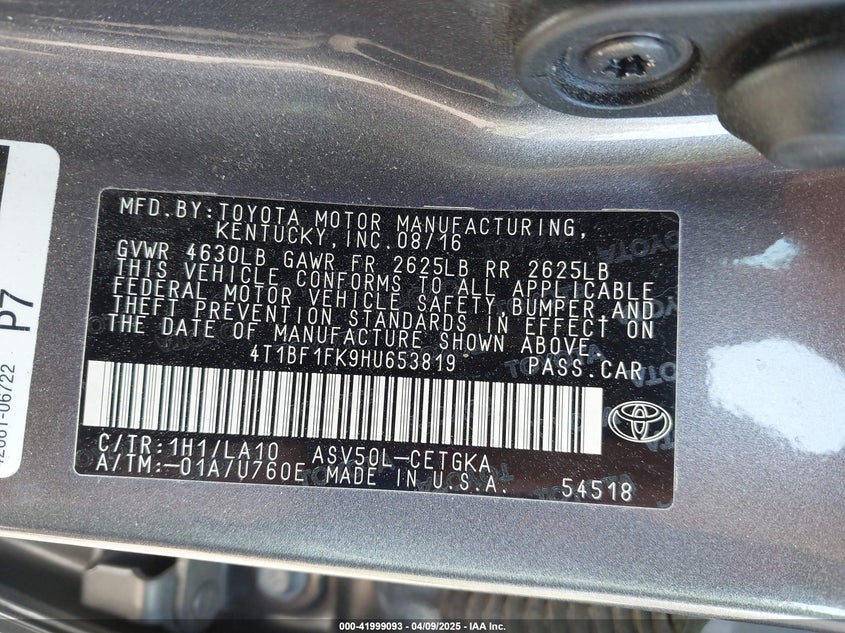 MFD.BY:TOYOTA MOTOR MANUFACTURING,
KENTUCKY,INC.08/16
GVWR 4630LB GAWR FR 2625LB RR 2625LB
THIS VEHICLE CONFORMS TO ALL APPLICABLE
FEDERAL MOTOR VEHICLE SAFETY,BUMPER,AND
THEFT PREVENTION STANDARDS IN EFFECT ON
THE DATE OF MANUFACTURE SHOWN ABOVE.
4T1BF1FK9HU653819 PASS.CAR
C/TR:1H1/LA10 ASV50L-CETGKA
A/TM:-01A/U760E MADE IN U.S.A. 54518
P7
000-41999093 / 04/09/2025 - IAA Inc.